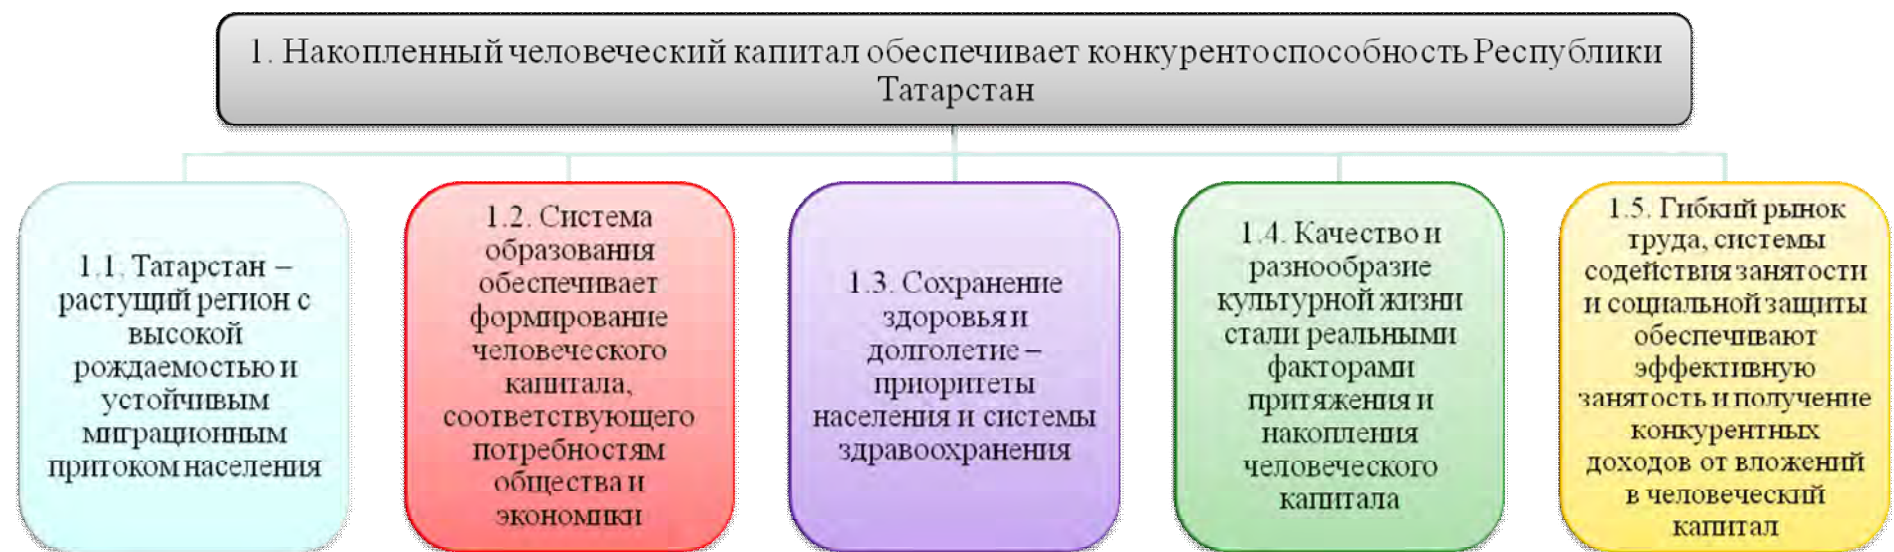 1. Накопленный человеческий капитал обеспечивает конкурентоспособность Республики
Татарстан
1.1. Татарстан –
растущий регион с
высокой
рождаемостью и
устойчивым
миграционным
притоком населения
1.2. Система
образования
обеспечивает
формирование
человеческого
капитала,
соответствующего
потребностям
общества и
экономики
1.3. Сохранение
здоровья и
долголетие –
приоритеты
населения и системы
здравоохранения
1.4. Качество и
разнообразие
культурной жизни
стали реальными
факторами
притяжения и
накопления
человеческого
капитала
1.5. Гибкий рынок
труда, системы
содействия занятости
и социальной защиты
обеспечивают
эффективную
занятость и получение
конкурентных
доходов от вложений
в человеческий
капитал